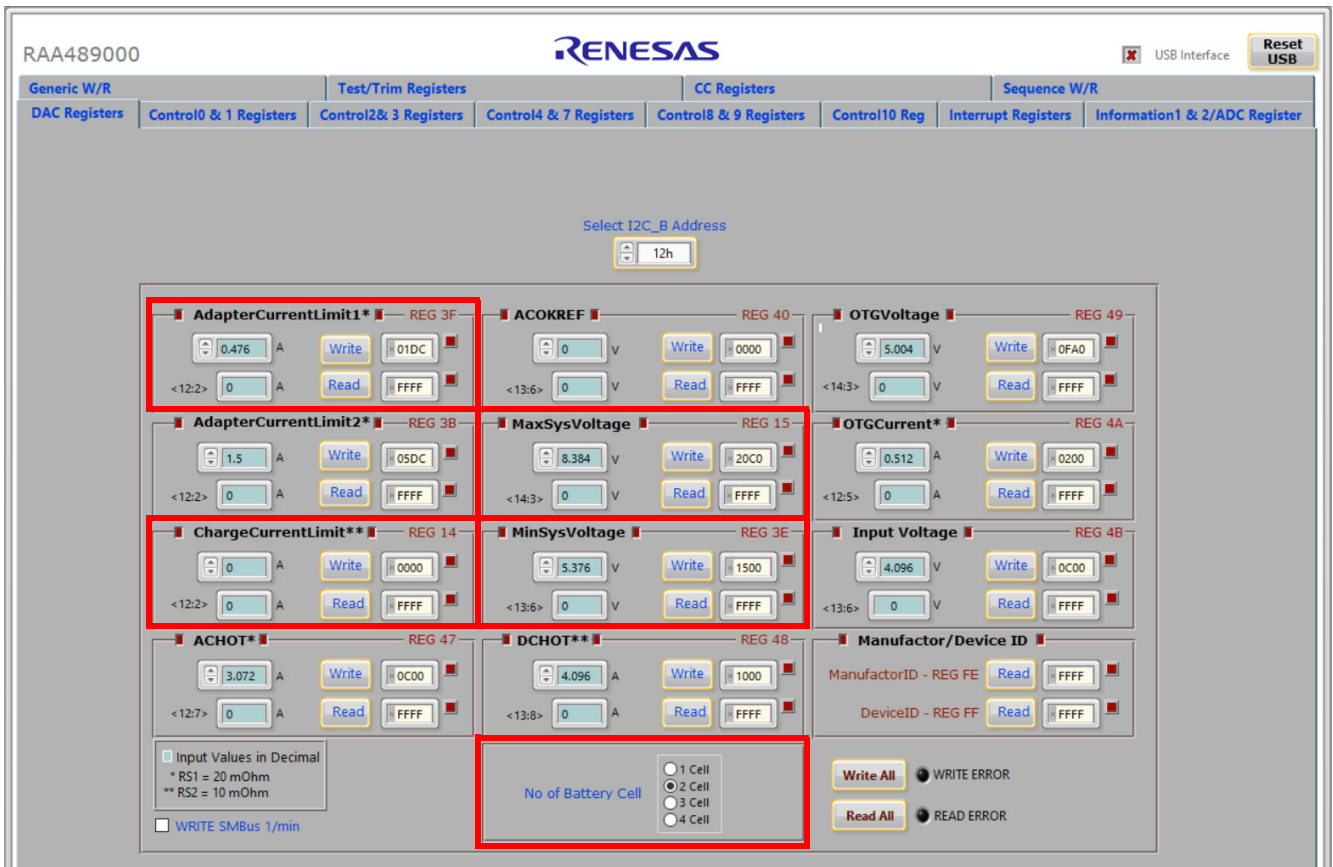 RAA489000
RENESAS
USB Interface
Reset USB
Generic W/R
Test/Trim Registers
CC Registers
Sequence W/R
DAC Registers
Control0 & 1 Registers
Control2& 3 Registers
Control4 & 7 Registers
Control8 & 9 Registers
Control10 Reg
Interrupt Registers
Information1 & 2/ADC Register
Select I2C_B Address
12h
AdapterCurrentLimit1* REG 3F
0.476 A Write x 01DC
<12:2> 0 A Read x FFFF
ACOKREF REG 40
0 V Write x 0000
<13:6> 0 V Read x FFFF
OTGVoltage REG 49
5.004 V Write x 0FA0
<14:3> 0 V Read x FFFF
AdapterCurrentLimit2* REG 3B
1.5 A Write x 05DC
<12:2> 0 A Read x FFFF
MaxSysVoltage REG 15
8.384 V Write x 20C0
<14:3> 0 V Read x FFFF
OTGCurrent* REG 4A
0.512 A Write x 0200
<12:5> 0 A Read x FFFF
ChargeCurrentLimit** REG 14
0 A Write x 0000
<12:2> 0 A Read x FFFF
MinSysVoltage REG 3E
5.376 V Write x 1500
<13:6> 0 V Read x FFFF
Input Voltage REG 4B
4.096 V Write x 0C00
<13:6> 0 V Read x FFFF
ACHOT* REG 47
3.072 A Write x 0C00
<12:7> 0 A Read x FFFF
DCHOT** REG 48
4.096 A Write x 1000
<13:8> 0 A Read x FFFF
Manufactor/Device ID
ManufactorID - REG FE Read x FFFF
DeviceID - REG FF Read x FFFF
Input Values in Decimal
* RS1 = 20 mOhm
** RS2 = 10 mOhm
WRITE SMBus 1/min
No of Battery Cell
1 Cell
2 Cell
3 Cell
4 Cell
Write All WRITE ERROR
Read All READ ERROR